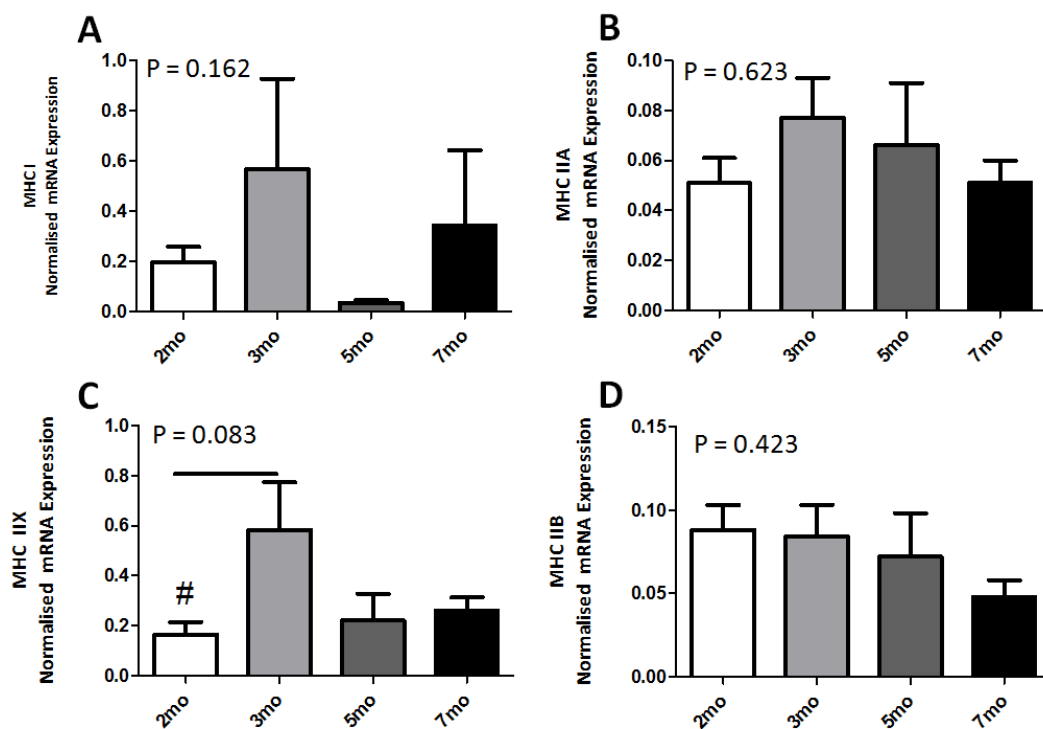 A
MHC I
Normalised mRNA Expression
1.0
0.8
0.6
0.4
0.2
0.0
P = 0.162
2mo
3mo
5mo
7mo
B
MHC IIA
Normalised mRNA Expression
0.10
0.08
0.06
0.04
0.02
0.00
P = 0.623
2mo
3mo
5mo
7mo
C
MHC IIX
Normalised mRNA Expression
1.0
0.8
0.6
0.4
0.2
0.0
P = 0.083
#
2mo
3mo
5mo
7mo
D
MHC IIB
Normalised mRNA Expression
0.15
0.10
0.05
0.00
P = 0.423
2mo
3mo
5mo
7mo